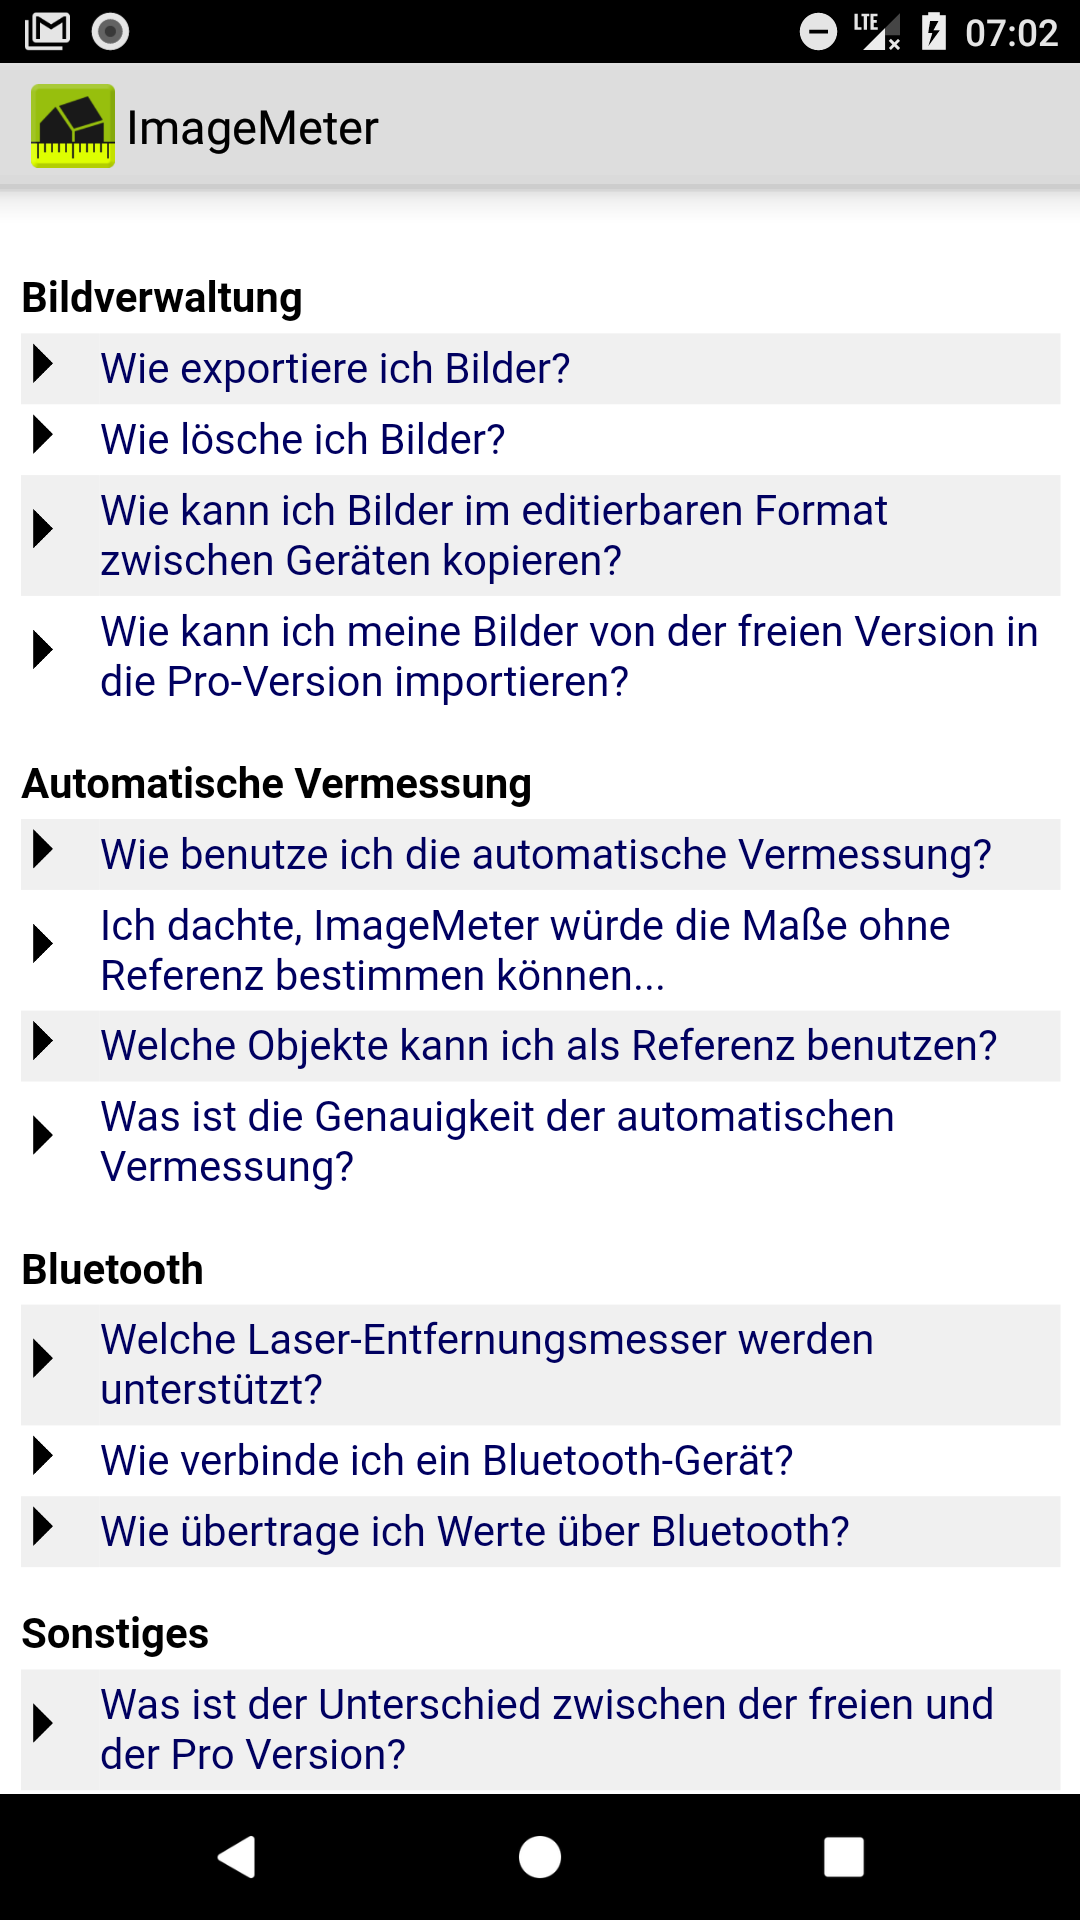 LTE 07:02
ImageMeter
Bildverwaltung
Wie exportiere ich Bilder?
Wie lösche ich Bilder?
Wie kann ich Bilder im editierbaren Format
zwischen Geräten kopieren?
Wie kann ich meine Bilder von der freien Version in
die Pro-Version importieren?
Automatische Vermessung
Wie benutze ich die automatische Vermessung?
Ich dachte, ImageMeter würde die Maße ohne
Referenz bestimmen können...
Welche Objekte kann ich als Referenz benutzen?
Was ist die Genauigkeit der automatischen
Vermessung?
Bluetooth
Welche Laser-Entfernungsmesser werden
unterstützt?
Wie verbinde ich ein Bluetooth-Gerät?
Wie übertrage ich Werte über Bluetooth?
Sonstiges
Was ist der Unterschied zwischen der freien und
der Pro Version?